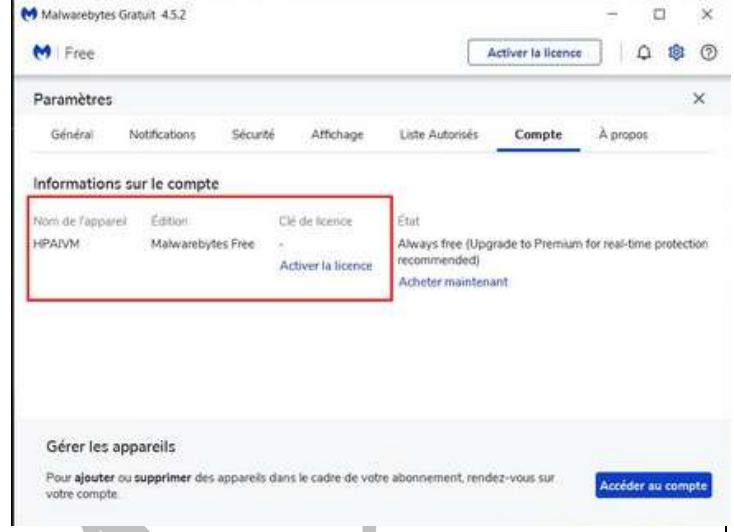 Malwarebytes Gratuit 4.5.2
Free
Activer la licence
Paramètres
Général Notifications Sécurité Affichage Liste Autorisés Compte À propos
Informations sur le compte
Nom de l'appareil Édition Clé de licence État
HPAIVM Malwarebytes Free - Always free (Upgrade to Premium for real-time protection
recommended)
Activer la licence
Acheter maintenant
Gérer les appareils
Pour ajouter ou supprimer des appareils dans le cadre de votre abonnement, rendez-vous sur
votre compte.
Accéder au compte